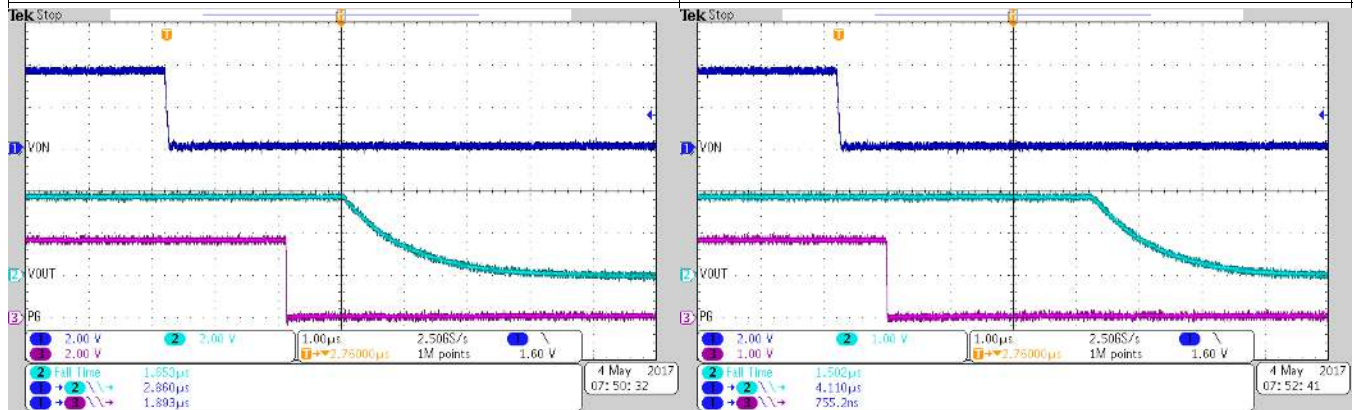 Tek Stop
T
1 VON
2 VOUT
3 PG
1 2.00 V 2 2.00 V
3 2.00 V
1.00µs 2.50GS/s 1 \
T→▼2.76000µs 1M points 1.60 V
2 Fall Time 1.853µs
1 → 2 \ \ → 2.860µs
1 → 3 \ \ → 1.893µs
4 May 2017
07:50:32
Tek Stop
T
1 VON
2 VOUT
3 PG
1 2.00 V 2 1.00 V
3 1.00 V
1.00µs 2.50GS/s 1 \
T→▼2.76000µs 1M points 1.60 V
2 Fall Time 1.502µs
1 → 2 \ \ → 4.110µs
1 → 3 \ \ → 755.2ns
4 May 2017
07:52:41